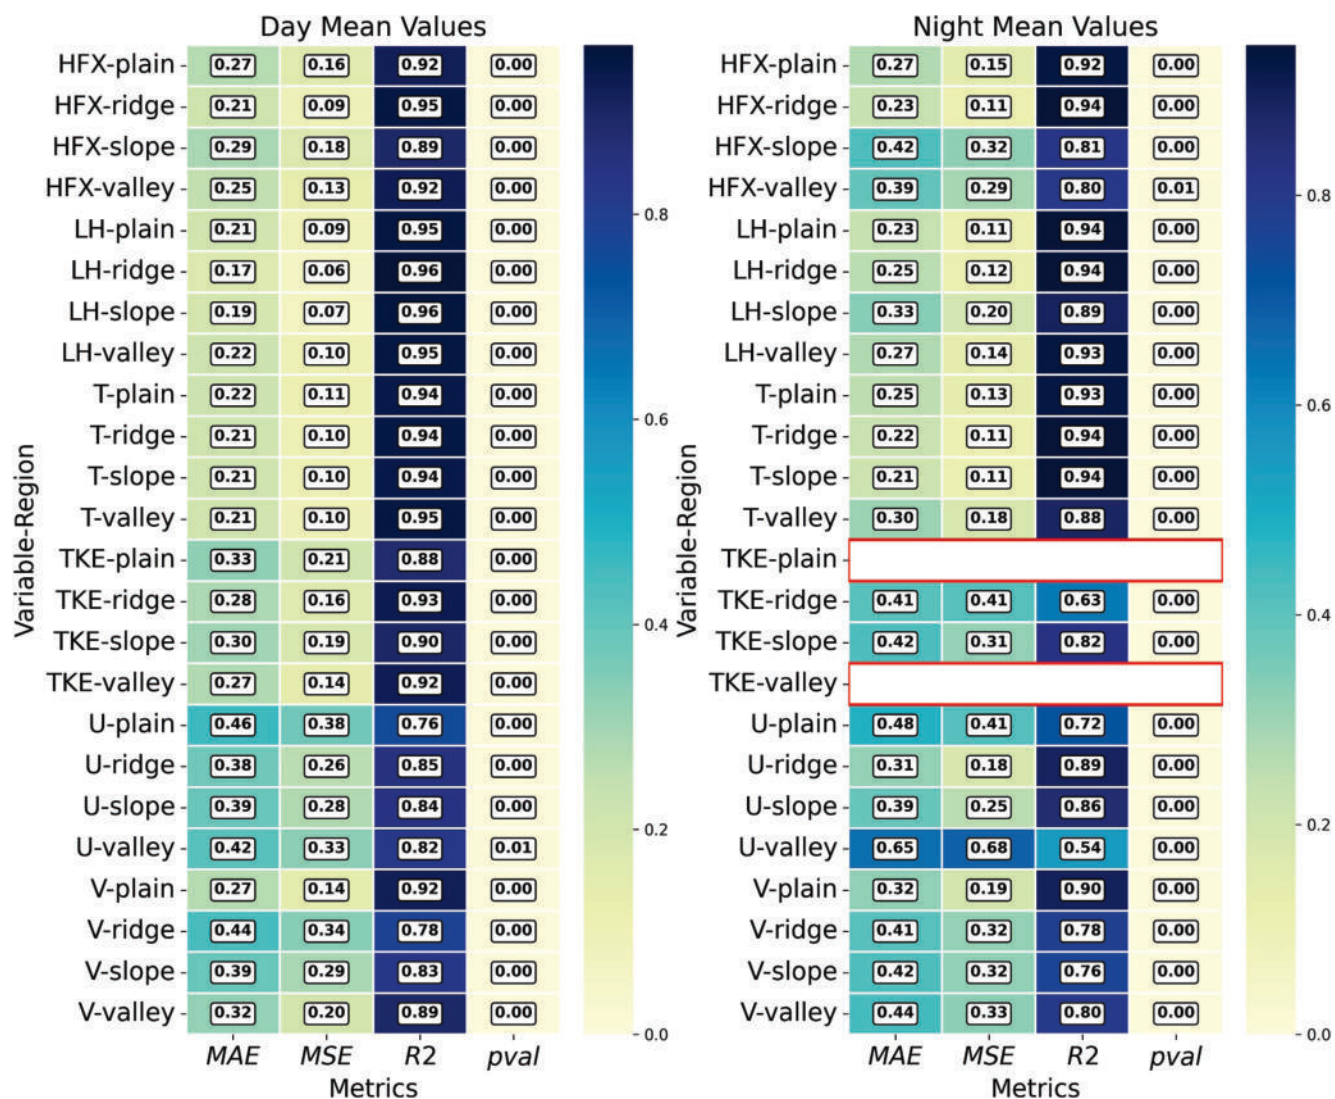 Day Mean Values
HFX-plain 0.27 0.16 0.92 0.00
HFX-ridge 0.21 0.09 0.95 0.00
HFX-slope 0.29 0.18 0.89 0.00
HFX-valley 0.25 0.13 0.92 0.00
LH-plain 0.21 0.09 0.95 0.00
LH-ridge 0.17 0.06 0.96 0.00
LH-slope 0.19 0.07 0.96 0.00
LH-valley 0.22 0.10 0.95 0.00
T-plain 0.22 0.11 0.94 0.00
T-ridge 0.21 0.10 0.94 0.00
T-slope 0.21 0.10 0.94 0.00
T-valley 0.21 0.10 0.95 0.00
TKE-plain 0.33 0.21 0.88 0.00
TKE-ridge 0.28 0.16 0.93 0.00
TKE-slope 0.30 0.19 0.90 0.00
TKE-valley 0.27 0.14 0.92 0.00
U-plain 0.46 0.38 0.76 0.00
U-ridge 0.38 0.26 0.85 0.00
U-slope 0.39 0.28 0.84 0.00
U-valley 0.42 0.33 0.82 0.01
V-plain 0.27 0.14 0.92 0.00
V-ridge 0.44 0.34 0.78 0.00
V-slope 0.39 0.29 0.83 0.00
V-valley 0.32 0.20 0.89 0.00
MAE MSE R2 pval
Metrics
Variable-Region
0.8
0.6
0.4
0.2
0.0
Night Mean Values
HFX-plain 0.27 0.15 0.92 0.00
HFX-ridge 0.23 0.11 0.94 0.00
HFX-slope 0.42 0.32 0.81 0.00
HFX-valley 0.39 0.29 0.80 0.01
LH-plain 0.23 0.11 0.94 0.00
LH-ridge 0.25 0.12 0.94 0.00
LH-slope 0.33 0.20 0.89 0.00
LH-valley 0.27 0.14 0.93 0.00
T-plain 0.25 0.13 0.93 0.00
T-ridge 0.22 0.11 0.94 0.00
T-slope 0.21 0.11 0.94 0.00
T-valley 0.30 0.18 0.88 0.00
TKE-plain
TKE-ridge 0.41 0.41 0.63 0.00
TKE-slope 0.42 0.31 0.82 0.00
TKE-valley
U-plain 0.48 0.41 0.72 0.00
U-ridge 0.31 0.18 0.89 0.00
U-slope 0.39 0.25 0.86 0.00
U-valley 0.65 0.68 0.54 0.00
V-plain 0.32 0.19 0.90 0.00
V-ridge 0.41 0.32 0.78 0.00
V-slope 0.42 0.32 0.76 0.00
V-valley 0.44 0.33 0.80 0.00
MAE MSE R2 pval
Metrics
Variable-Region
0.8
0.6
0.4
0.2
0.0